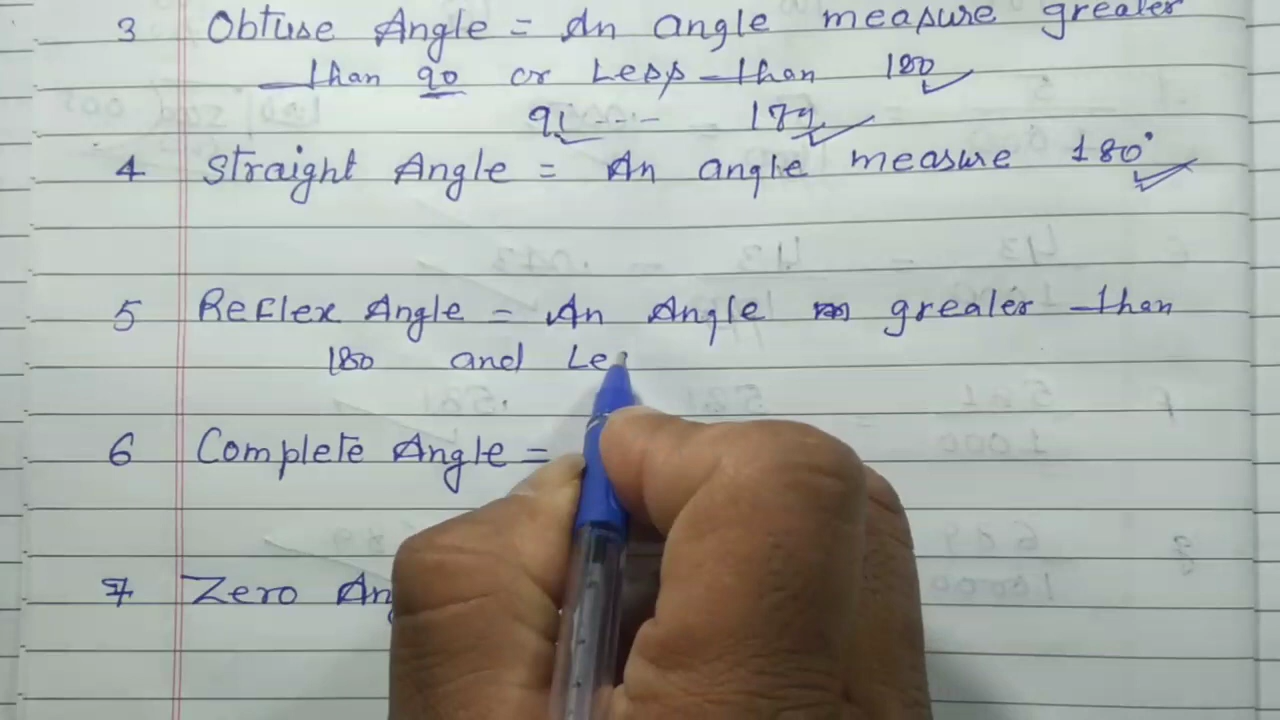 3 Obtuse Angle = An angle measure greater
than 90 or Less than 180
91 --- 179
4 Straight Angle = An angle measure 180°
5 Reflex Angle = An Angle greater than
180 and Le
6 Complete Angle =
7 Zero Ang